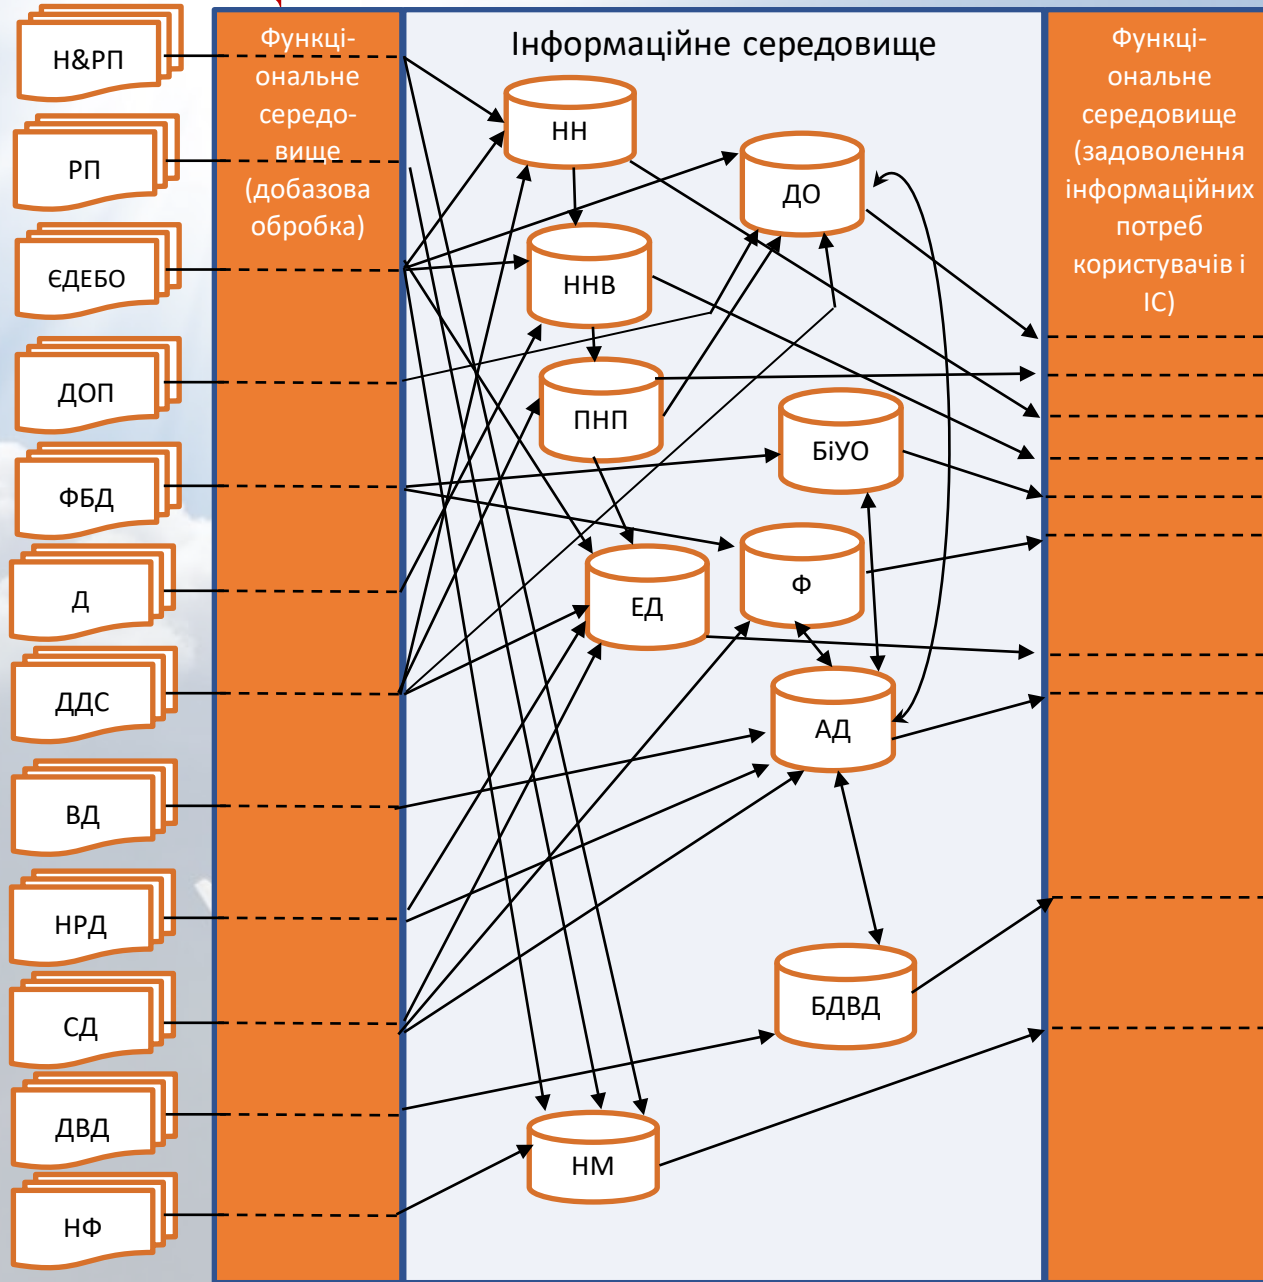 Н&РП
РП
ЄДЕБО
ДОП
ФБД
Д
ДДС
ВД
НРД
СД
ДВД
НФ
Функці-
ональне
середо-
вище
(добазова
обробка)
Інформаційне середовище
НН
ДО
ННВ
ПНП
БіУО
Ф
ЕД
АД
БДВД
НМ
Функці-
ональне
середовище
(задоволення
інформаційних
потреб
користувачів і
ІС)